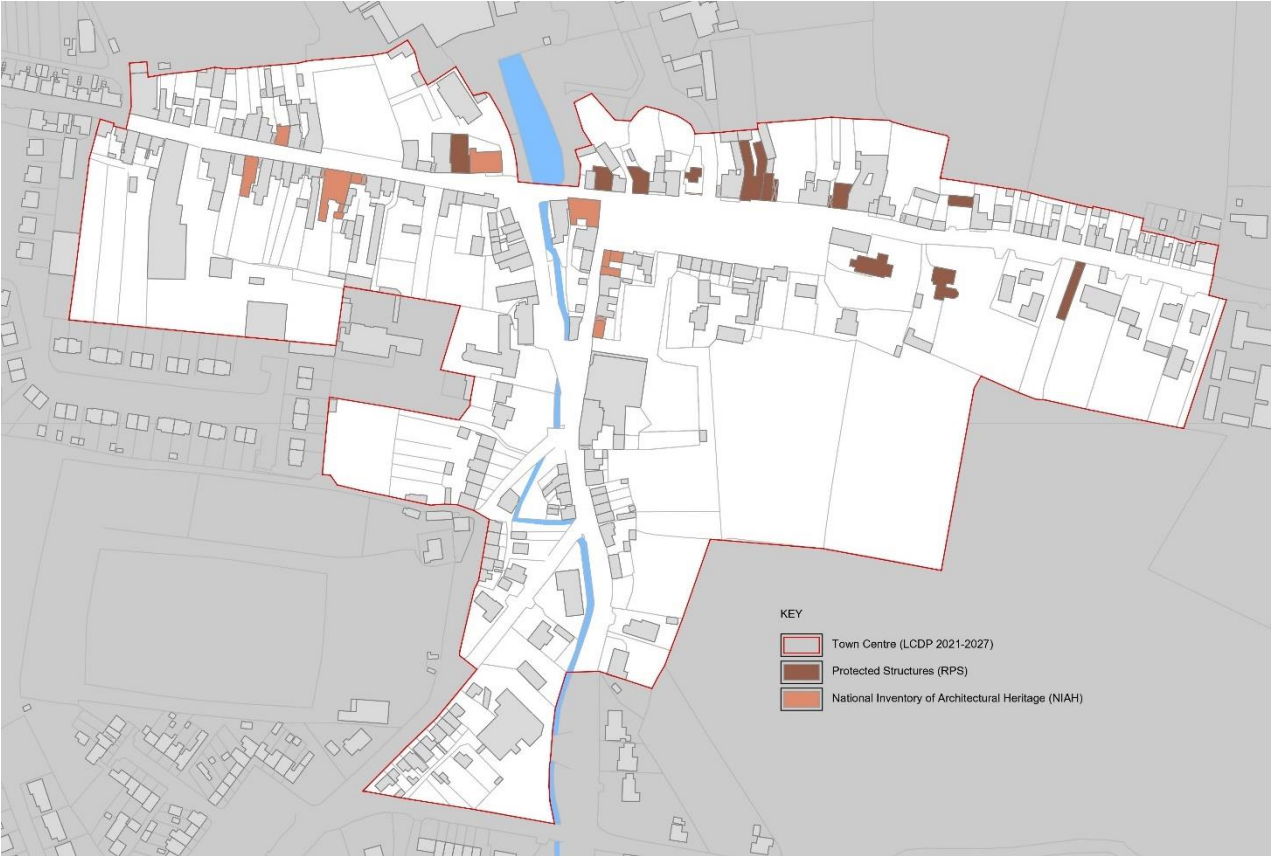 KEY
Town Centre (LCDP 2021-2027)
Protected Structures (RPS)
National Inventory of Architectural Heritage (NIAH)